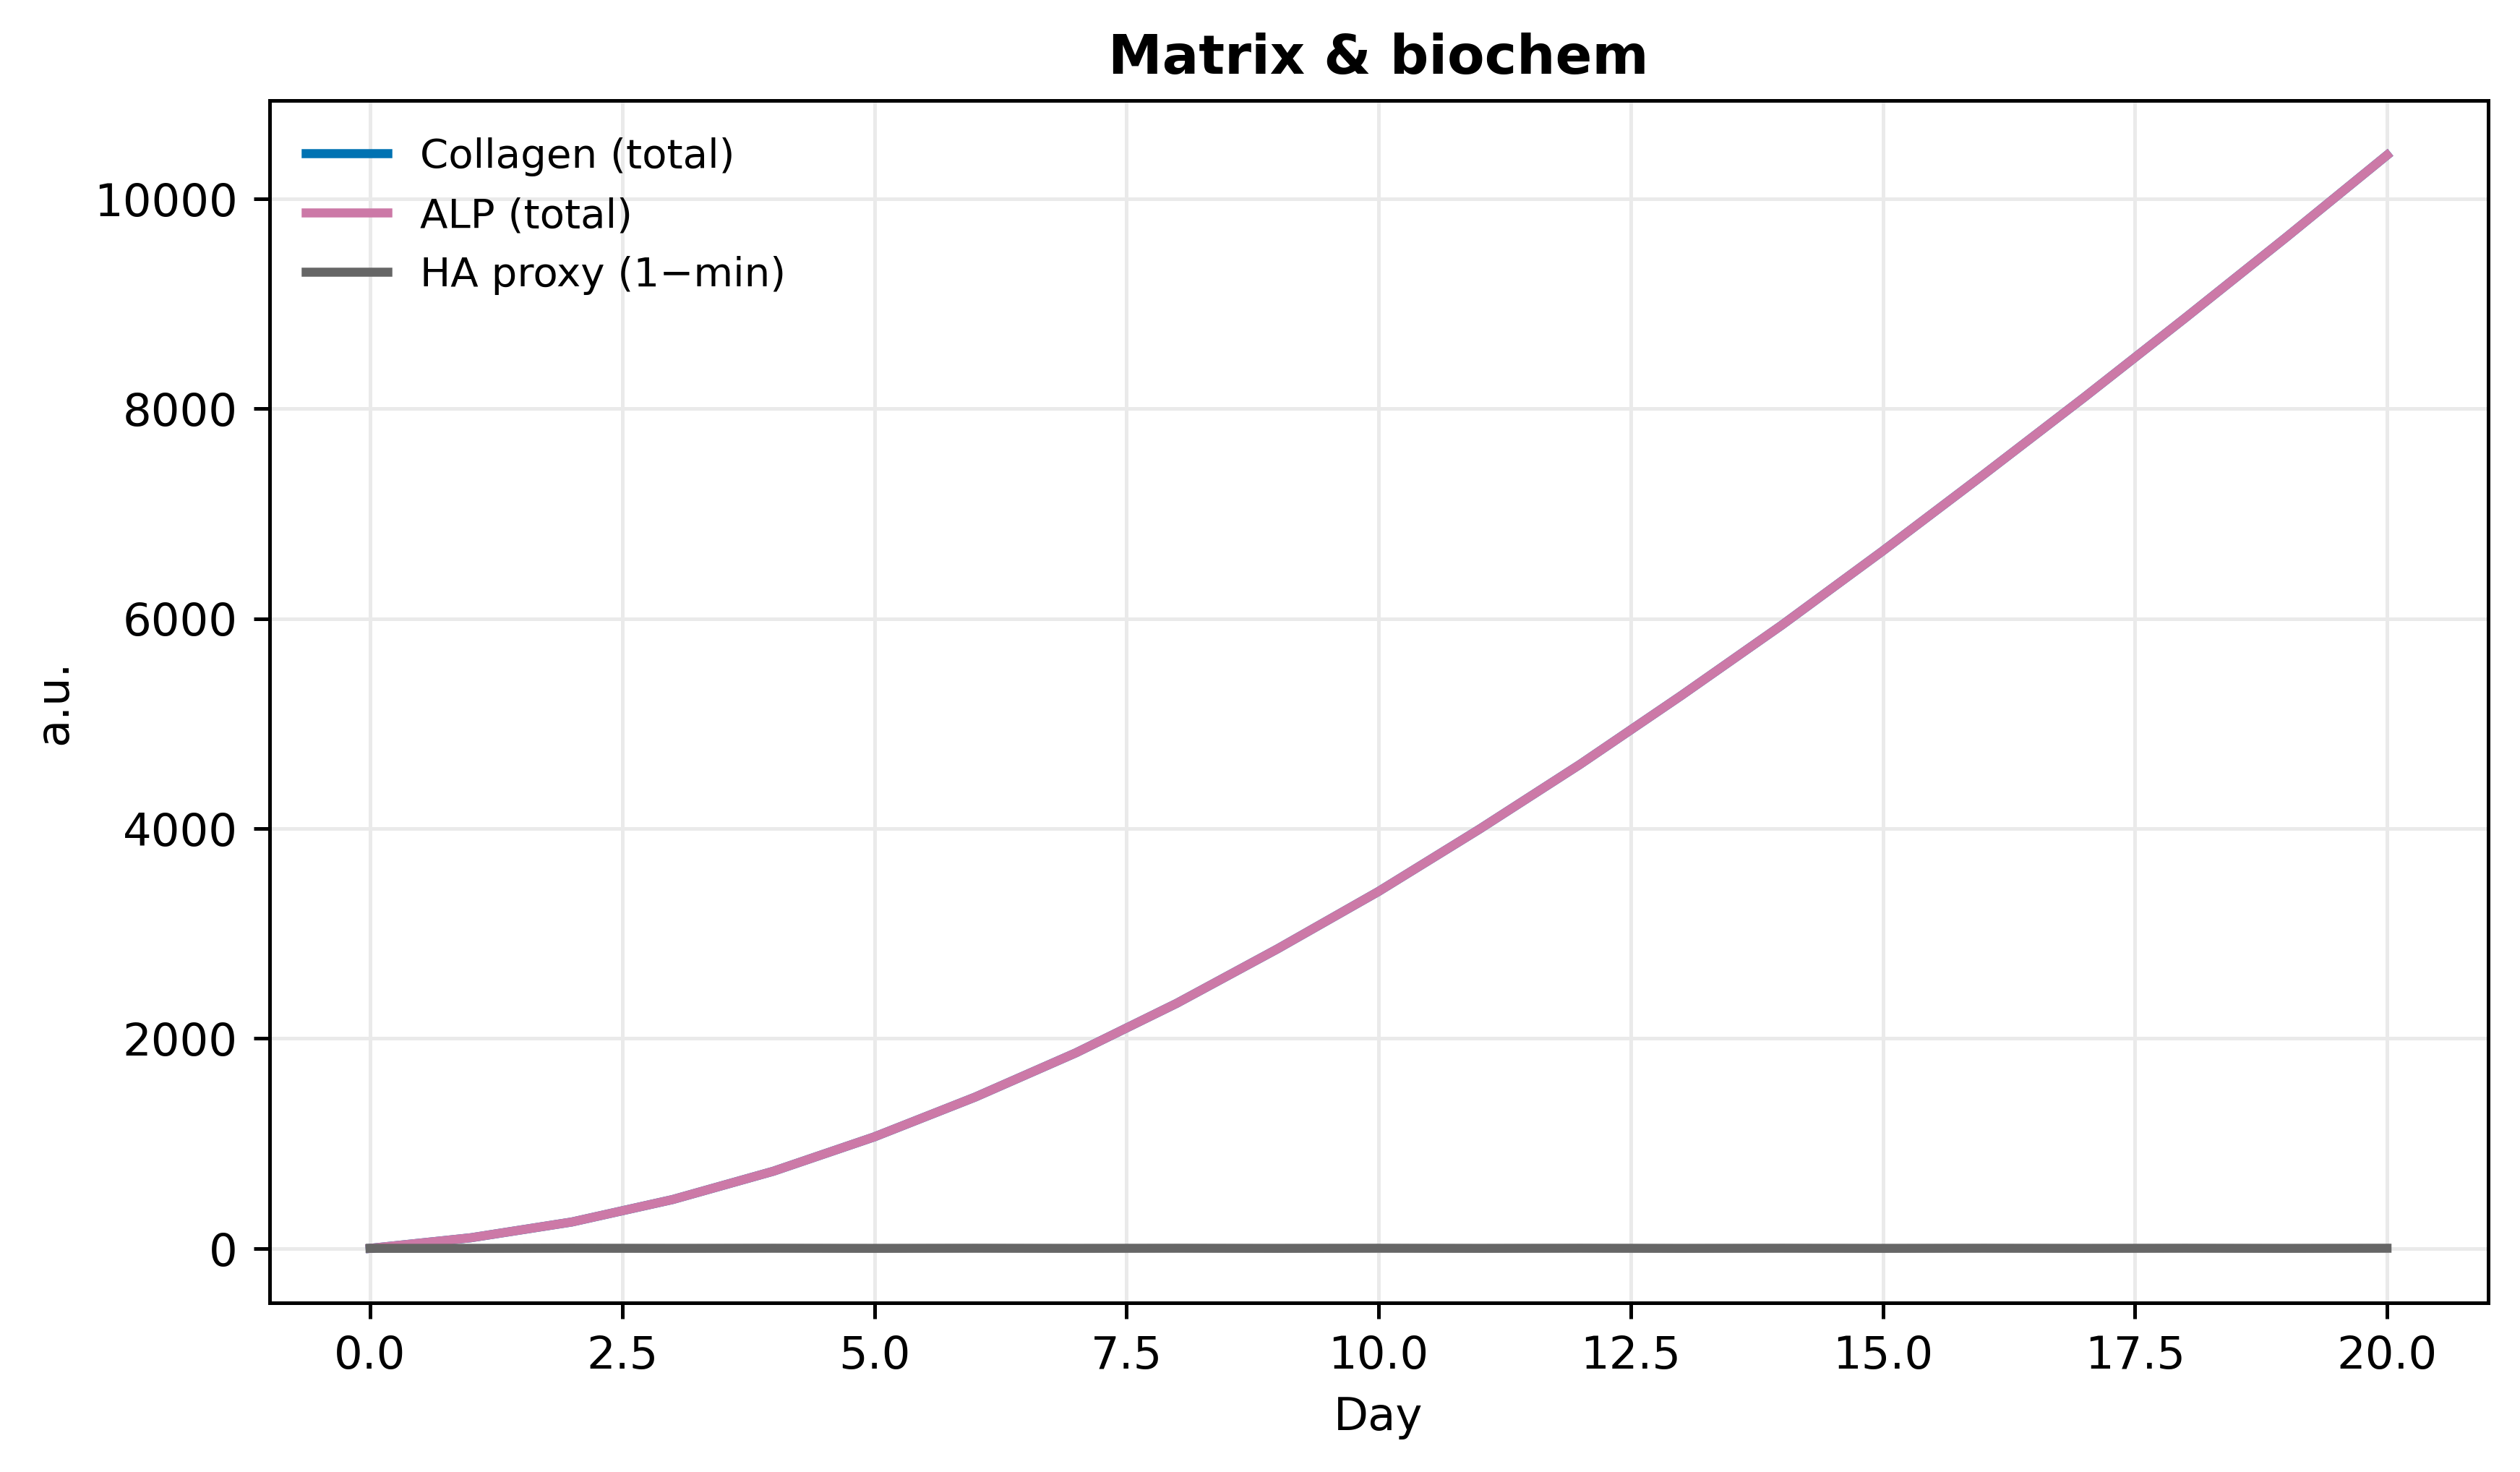 Matrix & biochem
Collagen (total)
ALP (total)
HA proxy (1−min)
10000
8000
6000
4000
2000
0
a.u.
0.0 2.5 5.0 7.5 10.0 12.5 15.0 17.5 20.0
Day